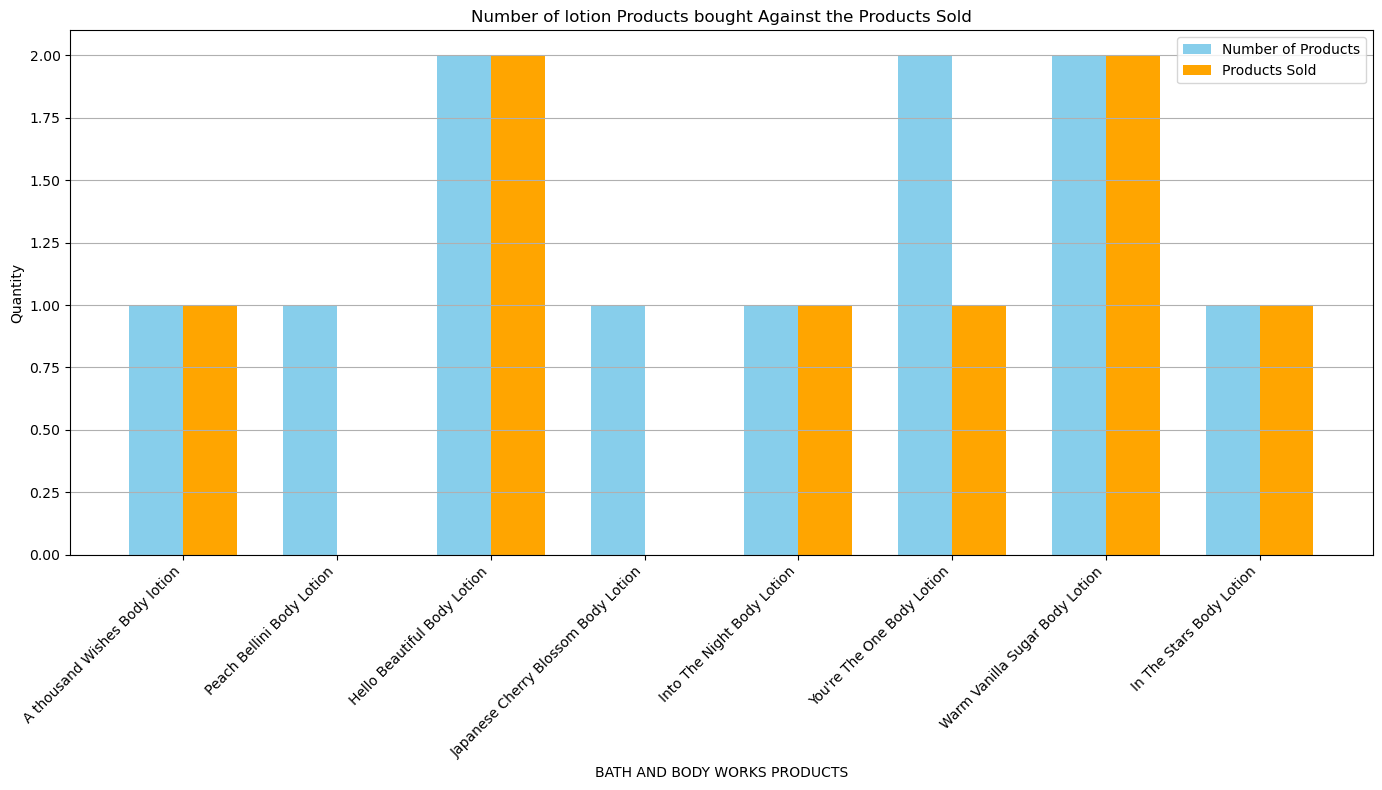 Number of lotion Products bought Against the Products Sold
Number of Products
Products Sold
Quantity
2.00
1.75
1.50
1.25
1.00
0.75
0.50
0.25
0.00
A thousand Wishes Body lotion
Peach Bellini Body Lotion
Hello Beautiful Body Lotion
Japanese Cherry Blossom Body Lotion
Into The Night Body Lotion
You're The One Body Lotion
Warm Vanilla Sugar Body Lotion
In The Stars Body Lotion
BATH AND BODY WORKS PRODUCTS